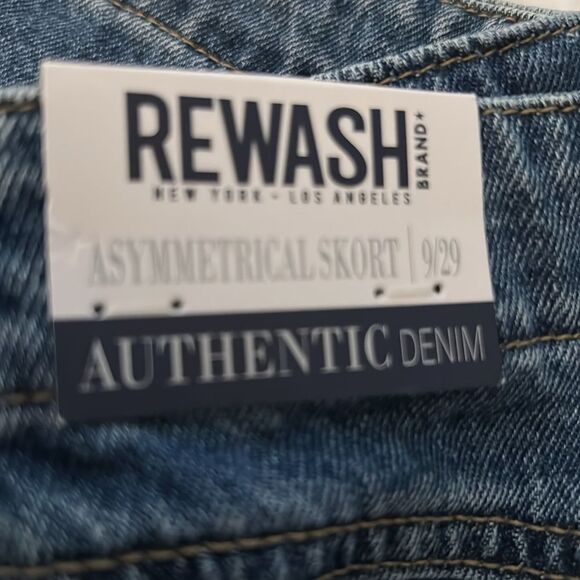 REWASH BRAND+
NEW YORK - LOS ANGELES
ASYMMETRICAL SKORT | 9/29
AUTHENTIC DENIM